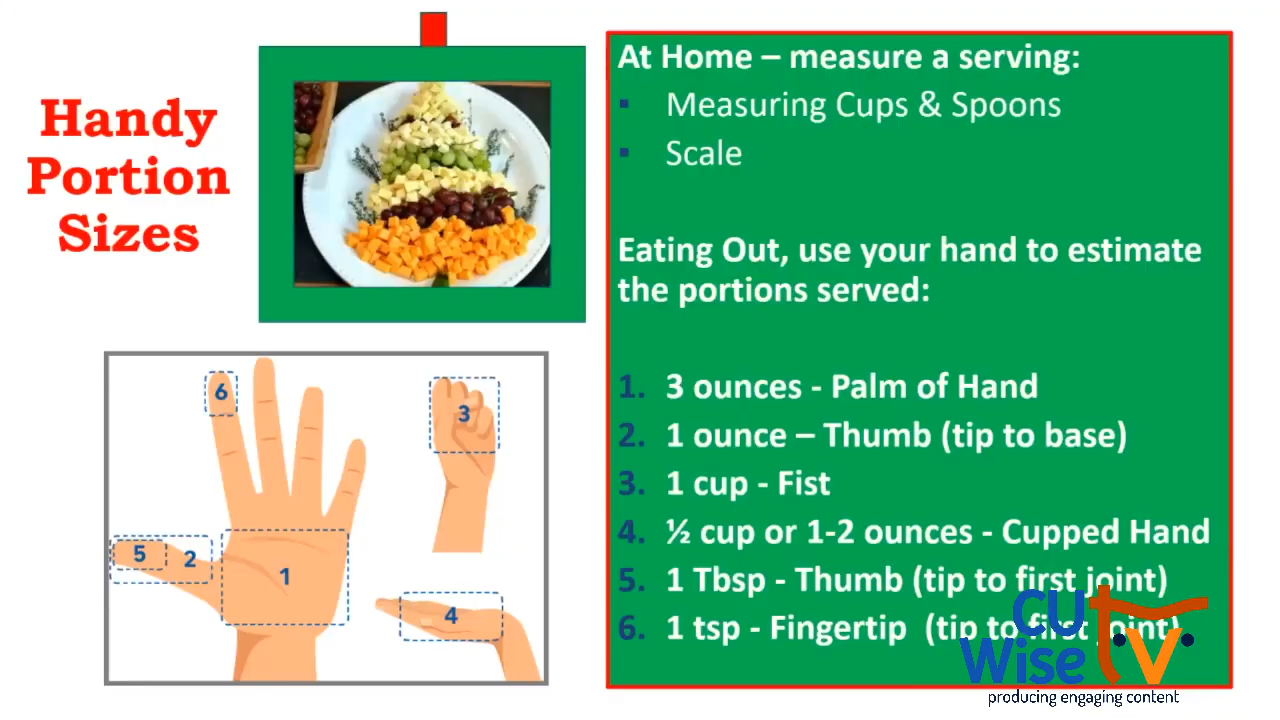 Handy
Portion
Sizes
At Home – measure a serving:
▪ Measuring Cups & Spoons
▪ Scale
Eating Out, use your hand to estimate
the portions served:
1. 3 ounces - Palm of Hand
2. 1 ounce – Thumb (tip to base)
3. 1 cup - Fist
4. ½ cup or 1-2 ounces - Cupped Hand
5. 1 Tbsp - Thumb (tip to first joint)
6. 1 tsp - Fingertip (tip to first joint)
6
3
5
2
1
4
CU
Wise
TV
producing engaging content